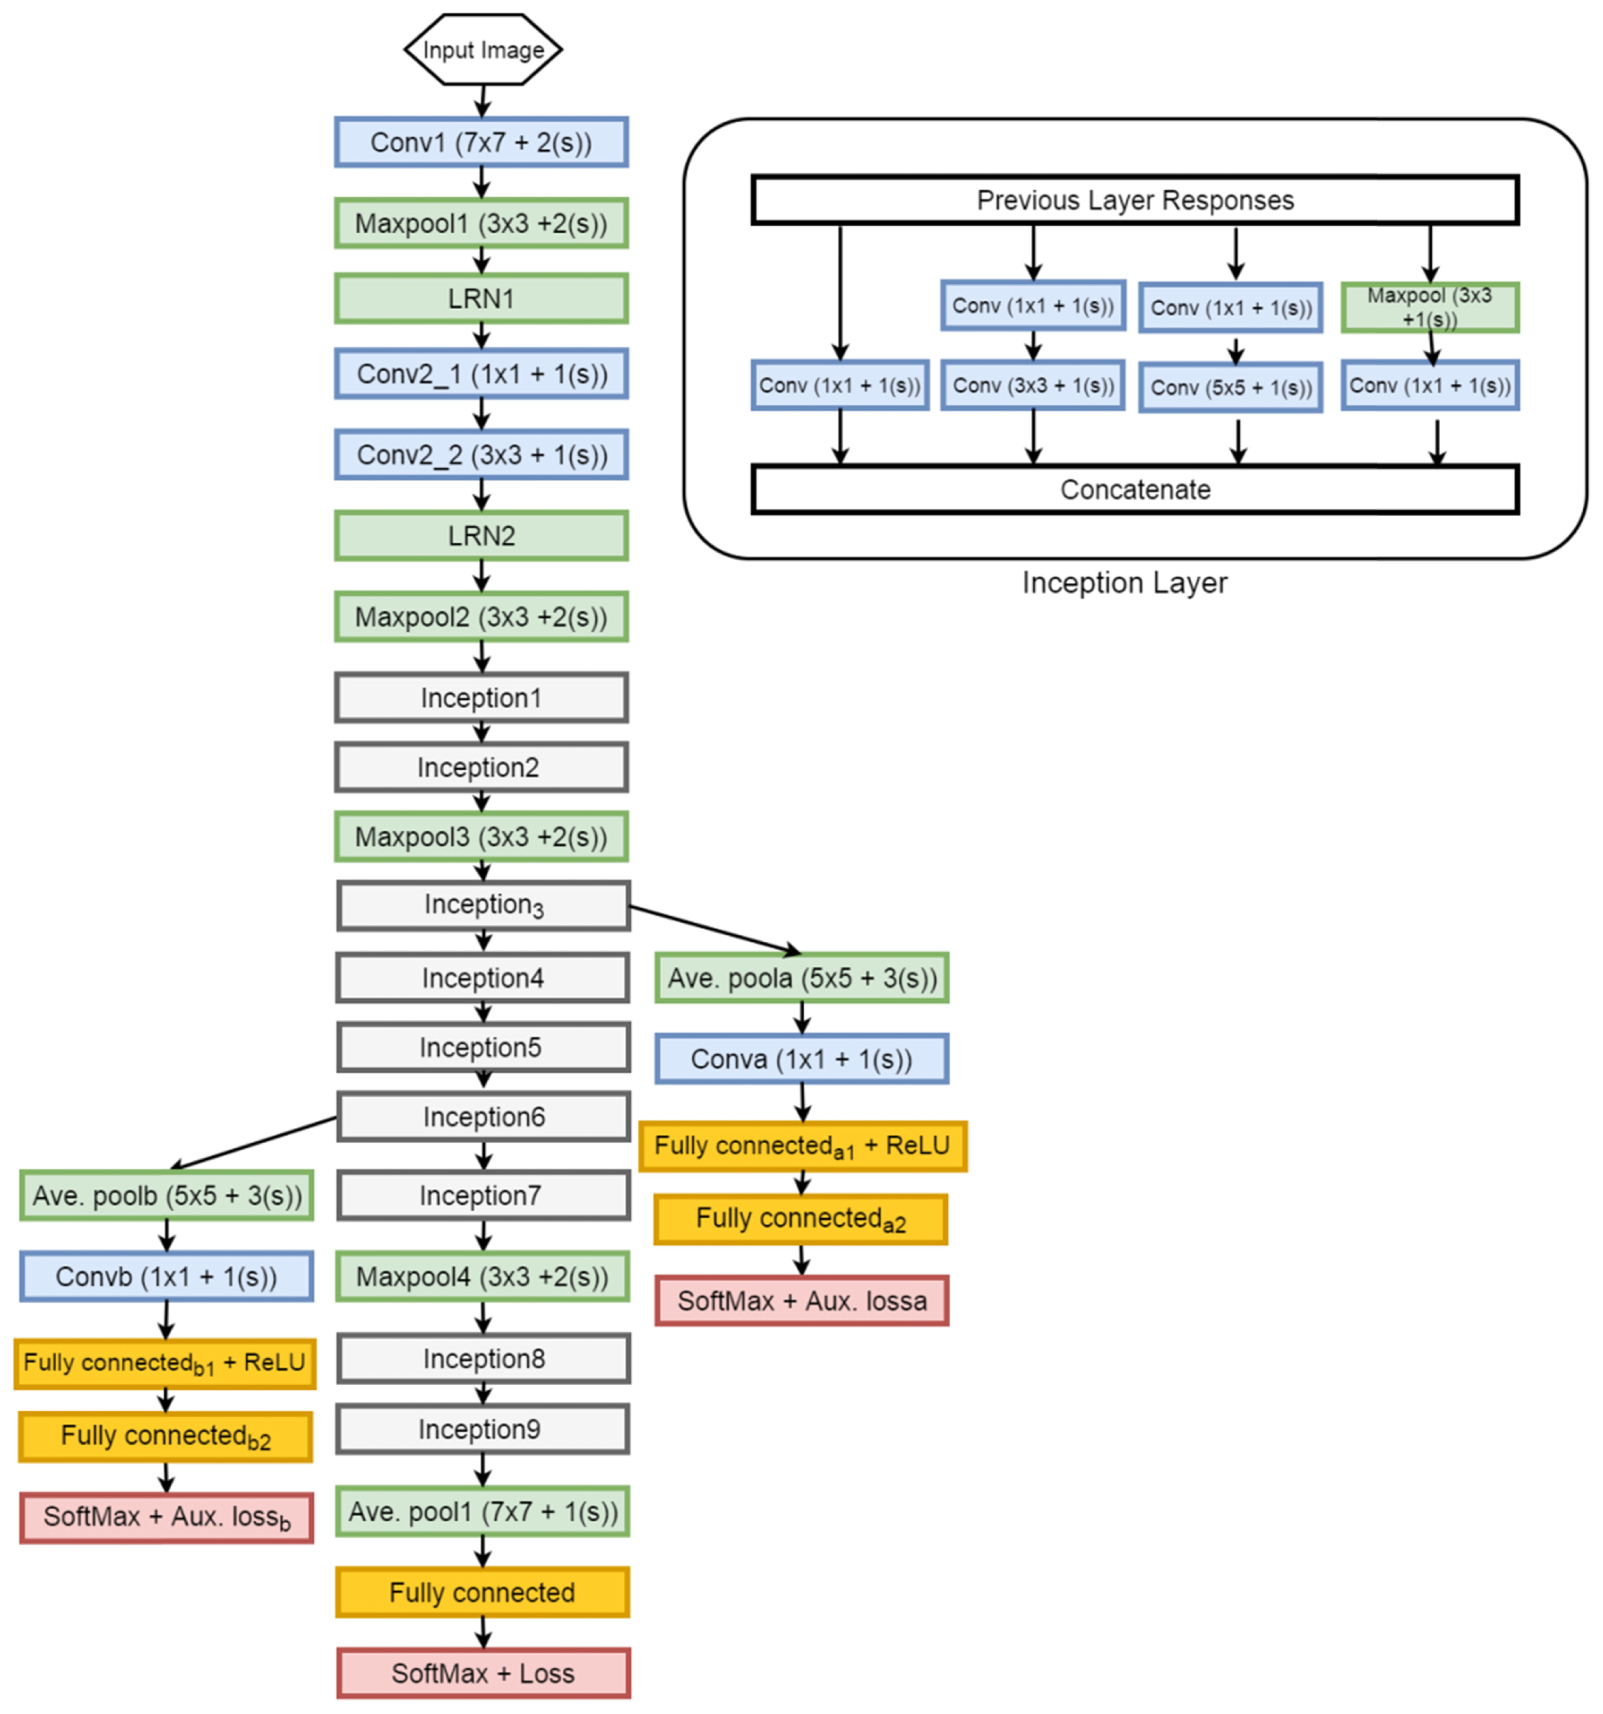 Input Image
Conv1 (7x7 + 2(s))
Maxpool1 (3x3 +2(s))
LRN1
Conv2_1 (1x1 + 1(s))
Conv2_2 (3x3 + 1(s))
LRN2
Maxpool2 (3x3 +2(s))
Inception1
Inception2
Maxpool3 (3x3 +2(s))
Inception3
Inception4
Inception5
Inception6
Inception7
Maxpool4 (3x3 +2(s))
Inception8
Inception9
Ave. pool1 (7x7 + 1(s))
Fully connected
SoftMax + Loss
Ave. poola (5x5 + 3(s))
Conva (1x1 + 1(s))
Fully connecteda1 + ReLU
Fully connecteda2
SoftMax + Aux. lossa
Ave. poolb (5x5 + 3(s))
Convb (1x1 + 1(s))
Fully connectedb1 + ReLU
Fully connectedb2
SoftMax + Aux. lossb
Previous Layer Responses
Conv (1x1 + 1(s))
Conv (1x1 + 1(s))
Maxpool (3x3
+1(s))
Conv (1x1 + 1(s))
Conv (3x3 + 1(s))
Conv (5x5 + 1(s))
Conv (1x1 + 1(s))
Concatenate
Inception Layer